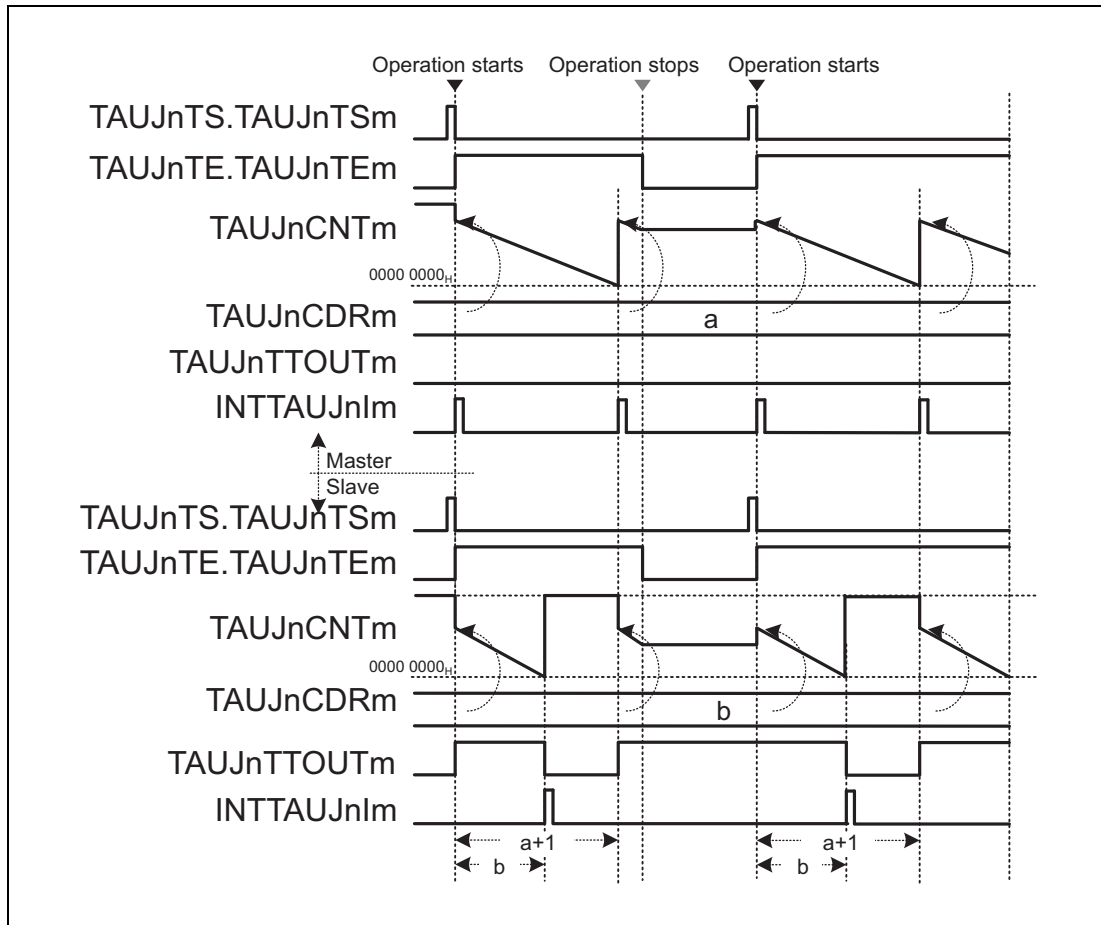 Operation starts Operation stops Operation starts
TAUJnTS.TAUJnTSm
TAUJnTE.TAUJnTEm
TAUJnCNTm
0000 0000H
TAUJnCDRm
a
TAUJnTTOUTm
INTTAUJnIm
Master
Slave
TAUJnTS.TAUJnTSm
TAUJnTE.TAUJnTEm
TAUJnCNTm
0000 0000H
TAUJnCDRm
b
TAUJnTTOUTm
INTTAUJnIm
a+1 a+1
b b